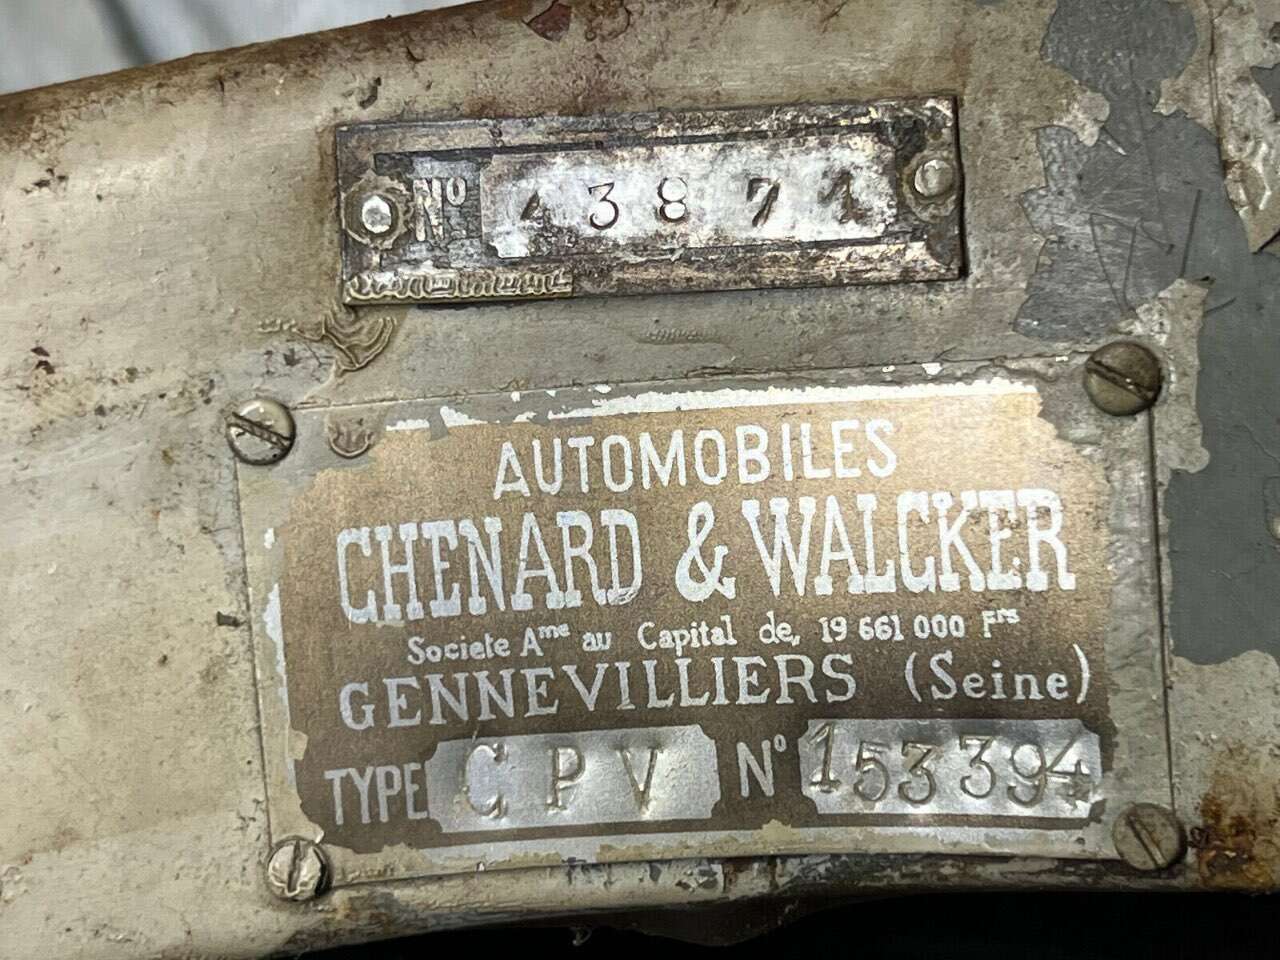 Nº 43871
AUTOMOBILES
CHENARD & WALCKER
Societe Aᵐᵉ au Capital de, 19 661 000 Fʳˢ
GENNEVILLIERS (Seine)
TYPE CPV Nº 153394